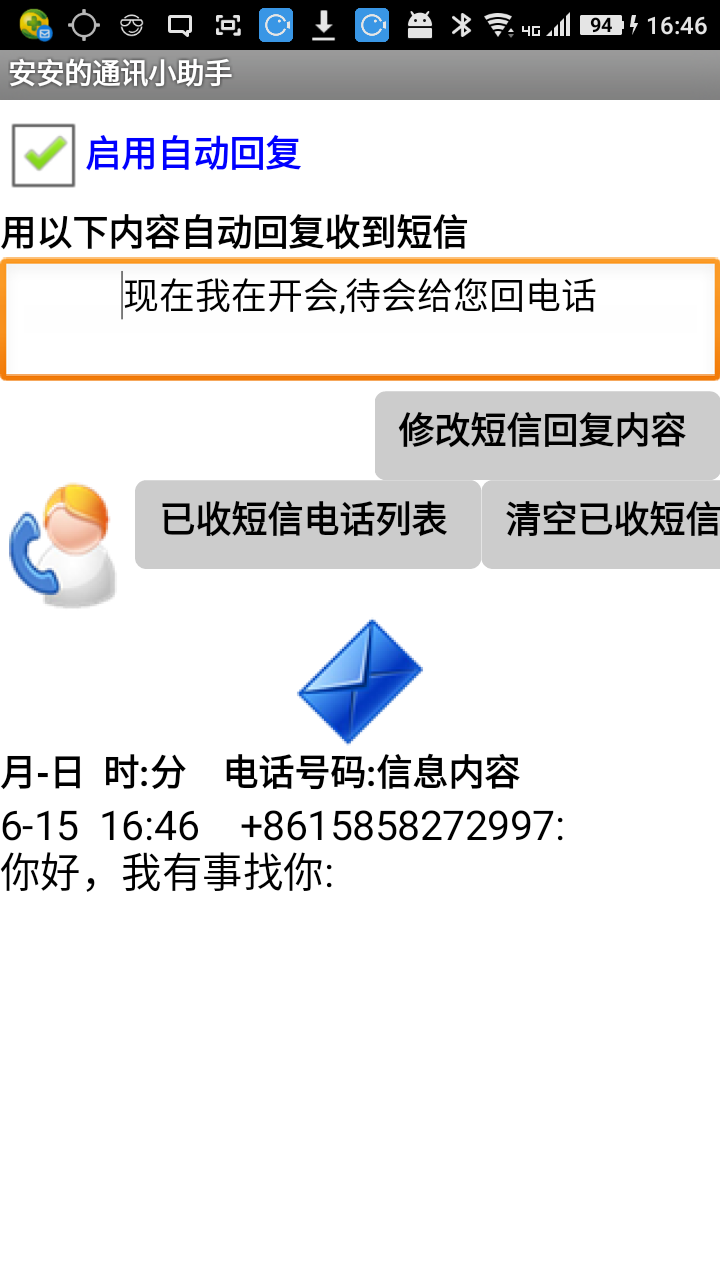 4G 94 16:46
安安的通讯小助手
启用自动回复
用以下内容自动回复收到短信
现在我在开会,待会给您回电话
修改短信回复内容
已收短信电话列表 清空已收短信
月-日 时:分 电话号码:信息内容
6-15 16:46 +8615858272997:
你好，我有事找你: